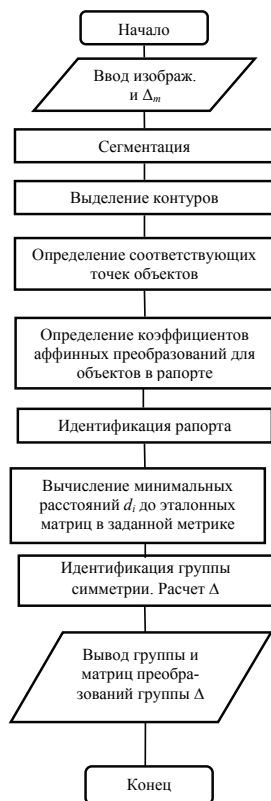 Начало
Ввод изображ.
и Δm
Сегментация
Выделение контуров
Определение соответствующих
точек объектов
Определение коэффициентов
аффинных преобразований для
объектов в рапорте
Идентификация рапорта
Вычисление минимальных
расстояний di до эталонных
матриц в заданной метрике
Идентификация группы
симметрии. Расчет Δ
Вывод группы и
матриц преобра-
зований группы Δ
Конец